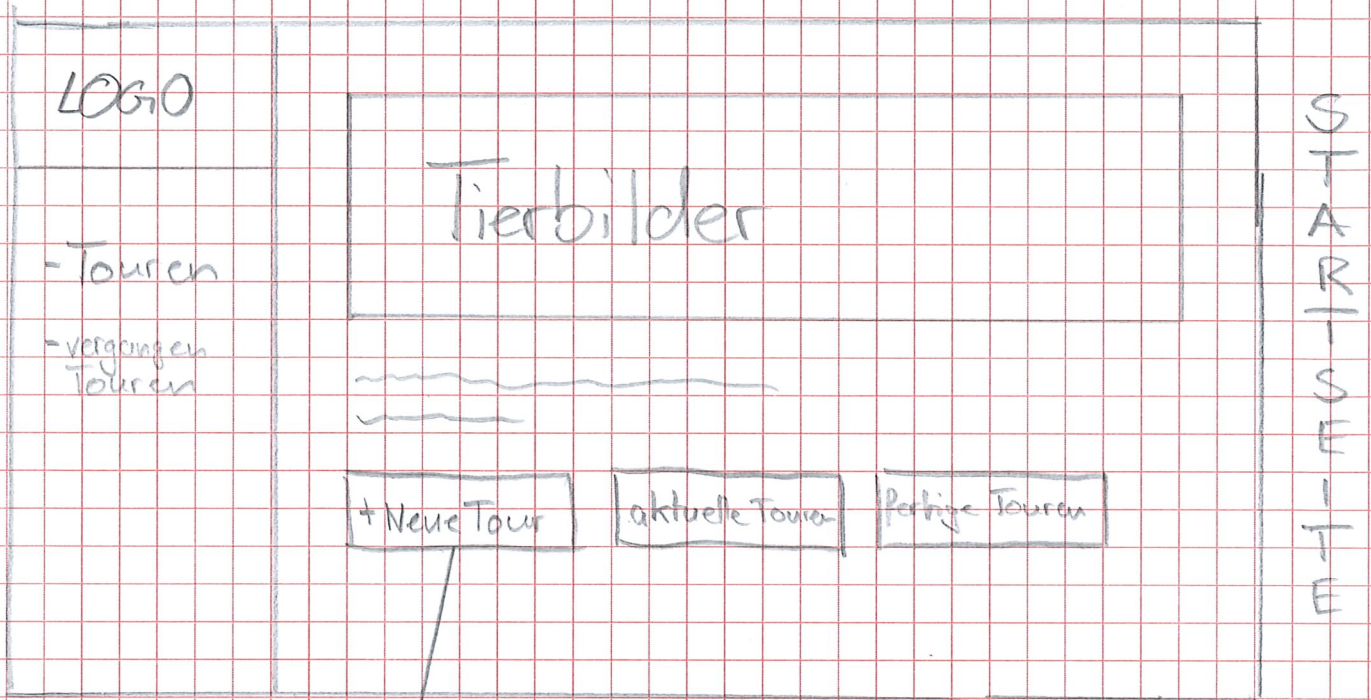 LOGO
- Touren
- vergangen
Touren
Tierbilder
+ Neue Tour
aktuelle Touren
Fertige Touren
STARTSEITE